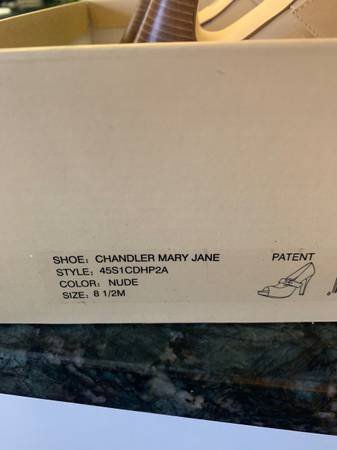 SHOE: CHANDLER MARY JANE
STYLE: 45S1CDHP2A
COLOR: NUDE
SIZE: 8 1/2M
PATENT